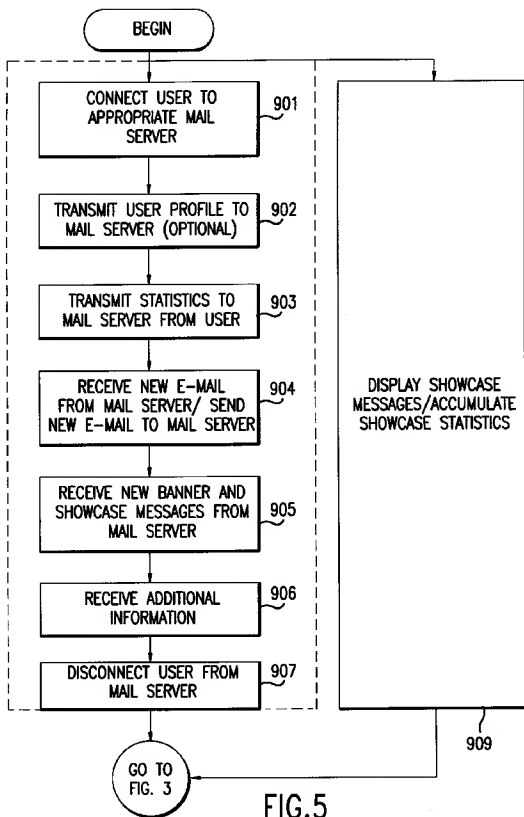 BEGIN
CONNECT USER TO
APPROPRIATE MAIL
SERVER
901
TRANSMIT USER PROFILE TO
MAIL SERVER (OPTIONAL)
902
TRANSMIT STATISTICS TO
MAIL SERVER FROM USER
903
RECEIVE NEW E-MAIL
FROM MAIL SERVER/ SEND
NEW E-MAIL TO MAIL SERVER
904
RECEIVE NEW BANNER AND
SHOWCASE MESSAGES FROM
MAIL SERVER
905
RECEIVE ADDITIONAL
INFORMATION
906
DISCONNECT USER FROM
MAIL SERVER
907
DISPLAY SHOWCASE
MESSAGES/ACCUMULATE
SHOWCASE STATISTICS
909
GO TO
FIG. 3
FIG.5